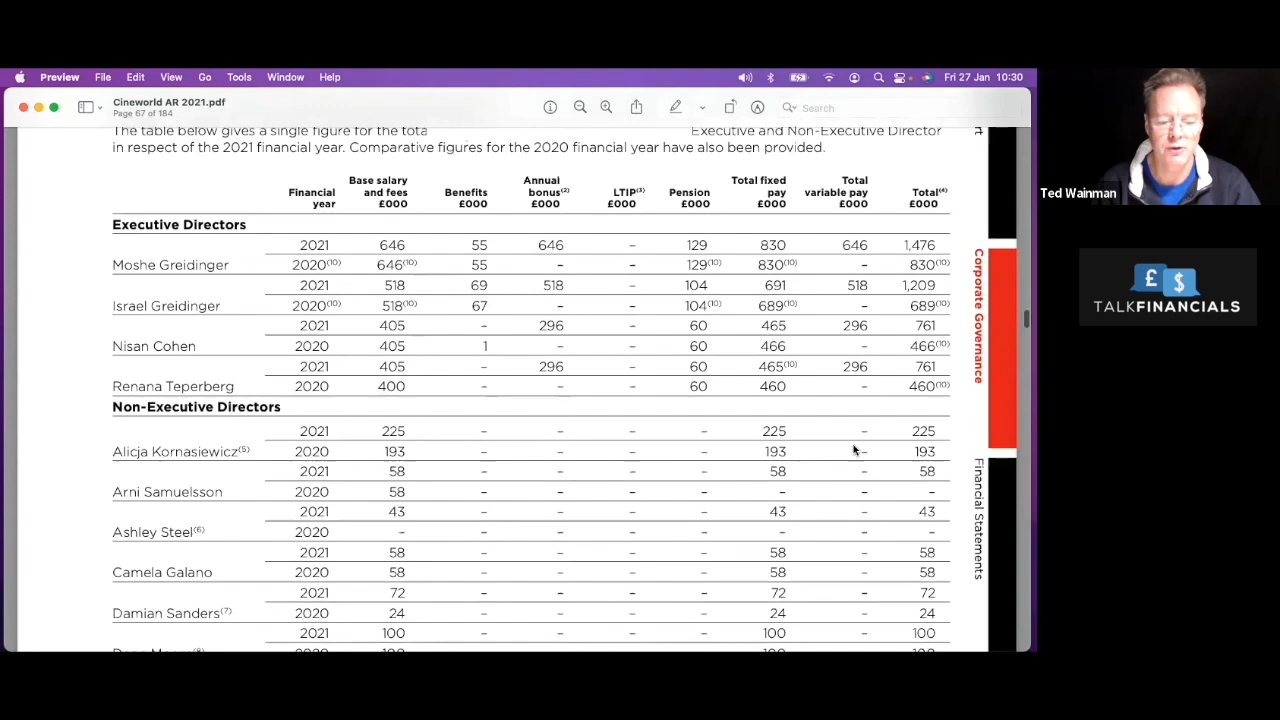 Preview File Edit View Go Tools Window Help Fri 27 Jan 10:30
Cineworld AR 2021.pdf
Page 67 of 184
Search
The table below gives a single figure for the tota Executive and Non-Executive Director
in respect of the 2021 financial year. Comparative figures for the 2020 financial year have also been provided.
Financial year Base salary and fees £000 Benefits £000 Annual bonus(2) £000 LTIP(3) £000 Pension £000 Total fixed pay £000 Total variable pay £000 Total(4) £000
Executive Directors
2021 646 55 646 – 129 830 646 1,476
Moshe Greidinger 2020(10) 646(10) 55 – – 129(10) 830(10) – 830(10)
2021 518 69 518 – 104 691 518 1,209
Israel Greidinger 2020(10) 518(10) 67 – – 104(10) 689(10) – 689(10)
2021 405 – 296 – 60 465 296 761
Nisan Cohen 2020 405 1 – – 60 466 – 466(10)
2021 405 – 296 – 60 465(10) 296 761
Renana Teperberg 2020 400 – – – 60 460 – 460(10)
Non-Executive Directors
2021 225 – – – – 225 – 225
Alicja Kornasiewicz(5) 2020 193 – – – – 193 – 193
2021 58 – – – – 58 – 58
Arni Samuelsson 2020 58 – – – – – – –
2021 43 – – – – 43 – 43
Ashley Steel(6) 2020 – – – – – – – –
2021 58 – – – – 58 – 58
Camela Galano 2020 58 – – – – 58 – 58
2021 72 – – – – 72 – 72
Damian Sanders(7) 2020 24 – – – – 24 – 24
2021 100 – – – – 100 – 100
Corporate Governance
Financial Statements
Ted Wainman
£ $
TALKFINANCIALS